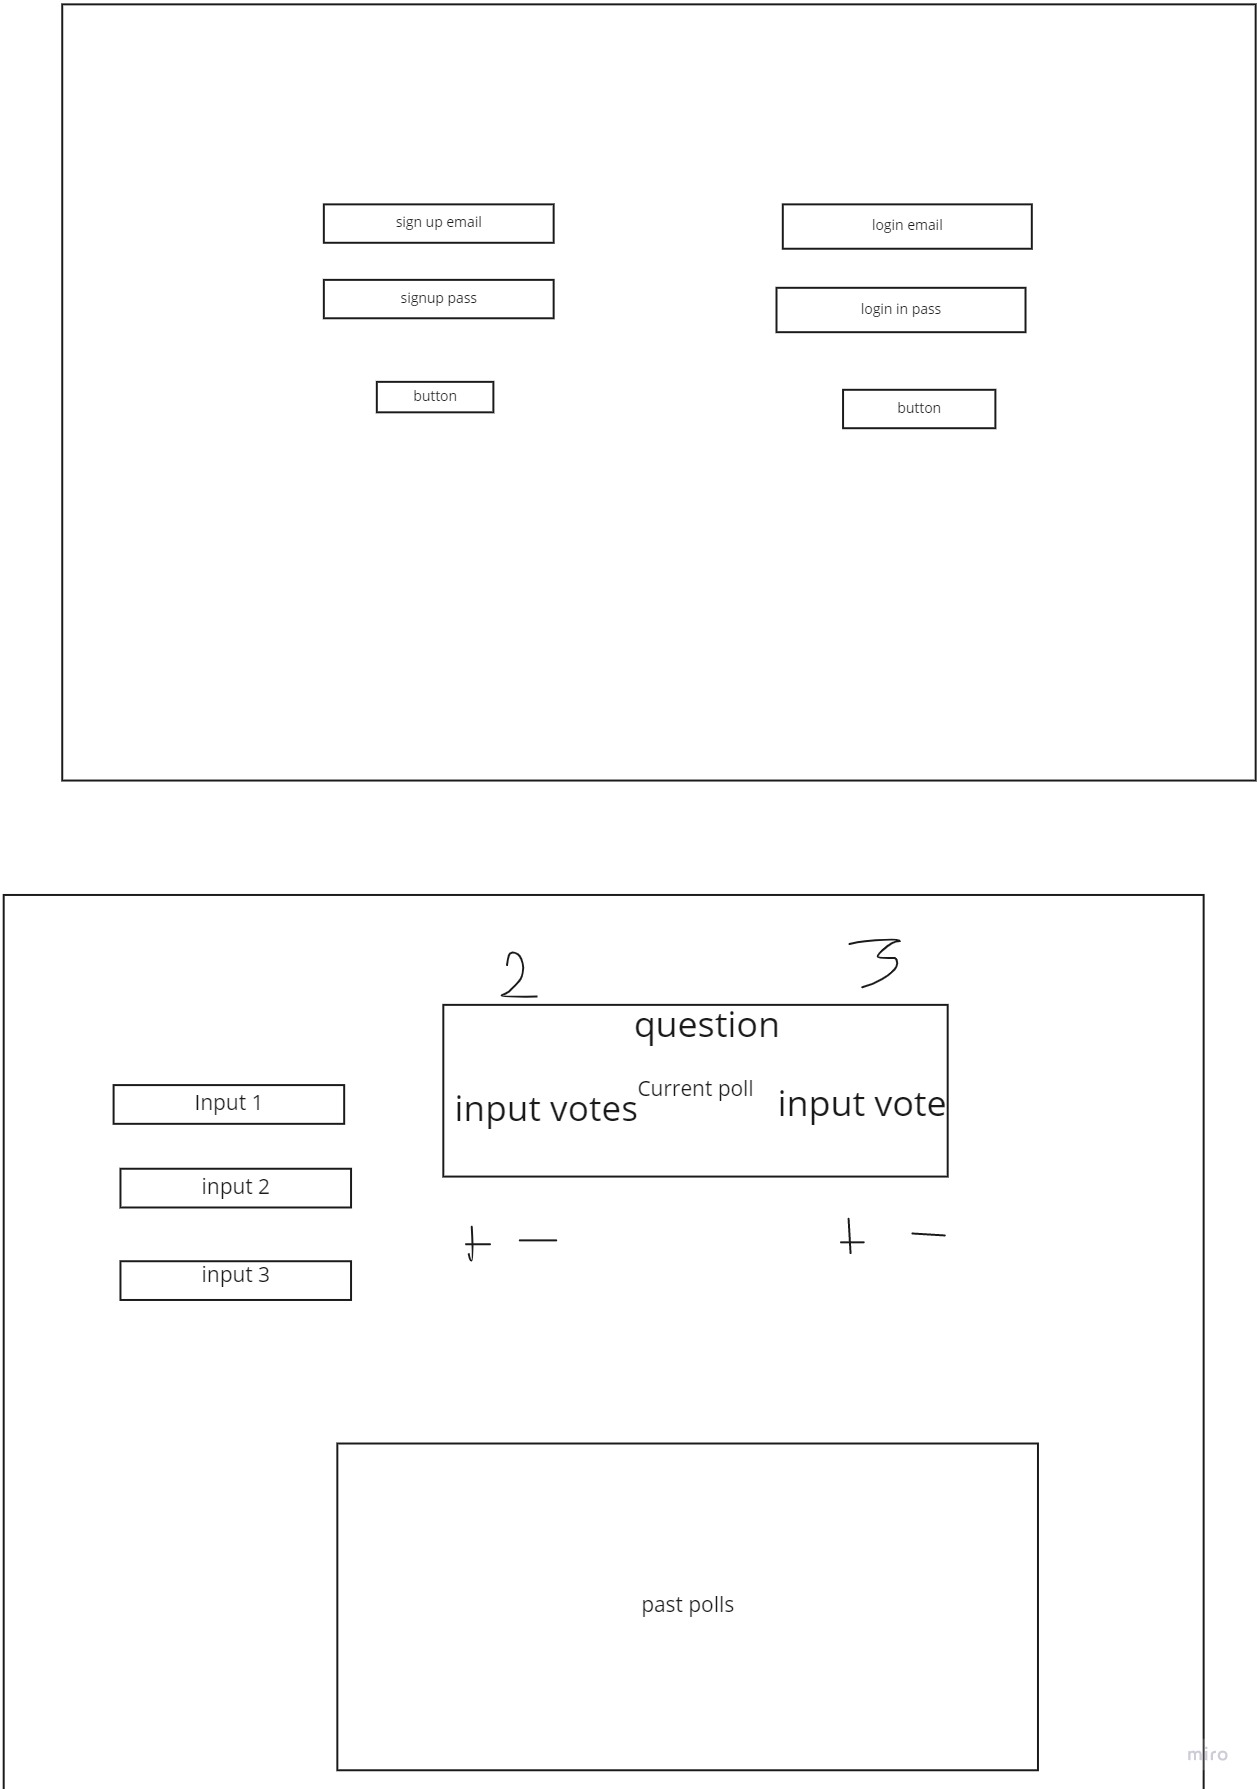 sign up email
login email
signup pass
login in pass
button
button
2
3
question
Current poll
input votes
input vote
Input 1
input 2
input 3
+ −
+ −
past polls
miro